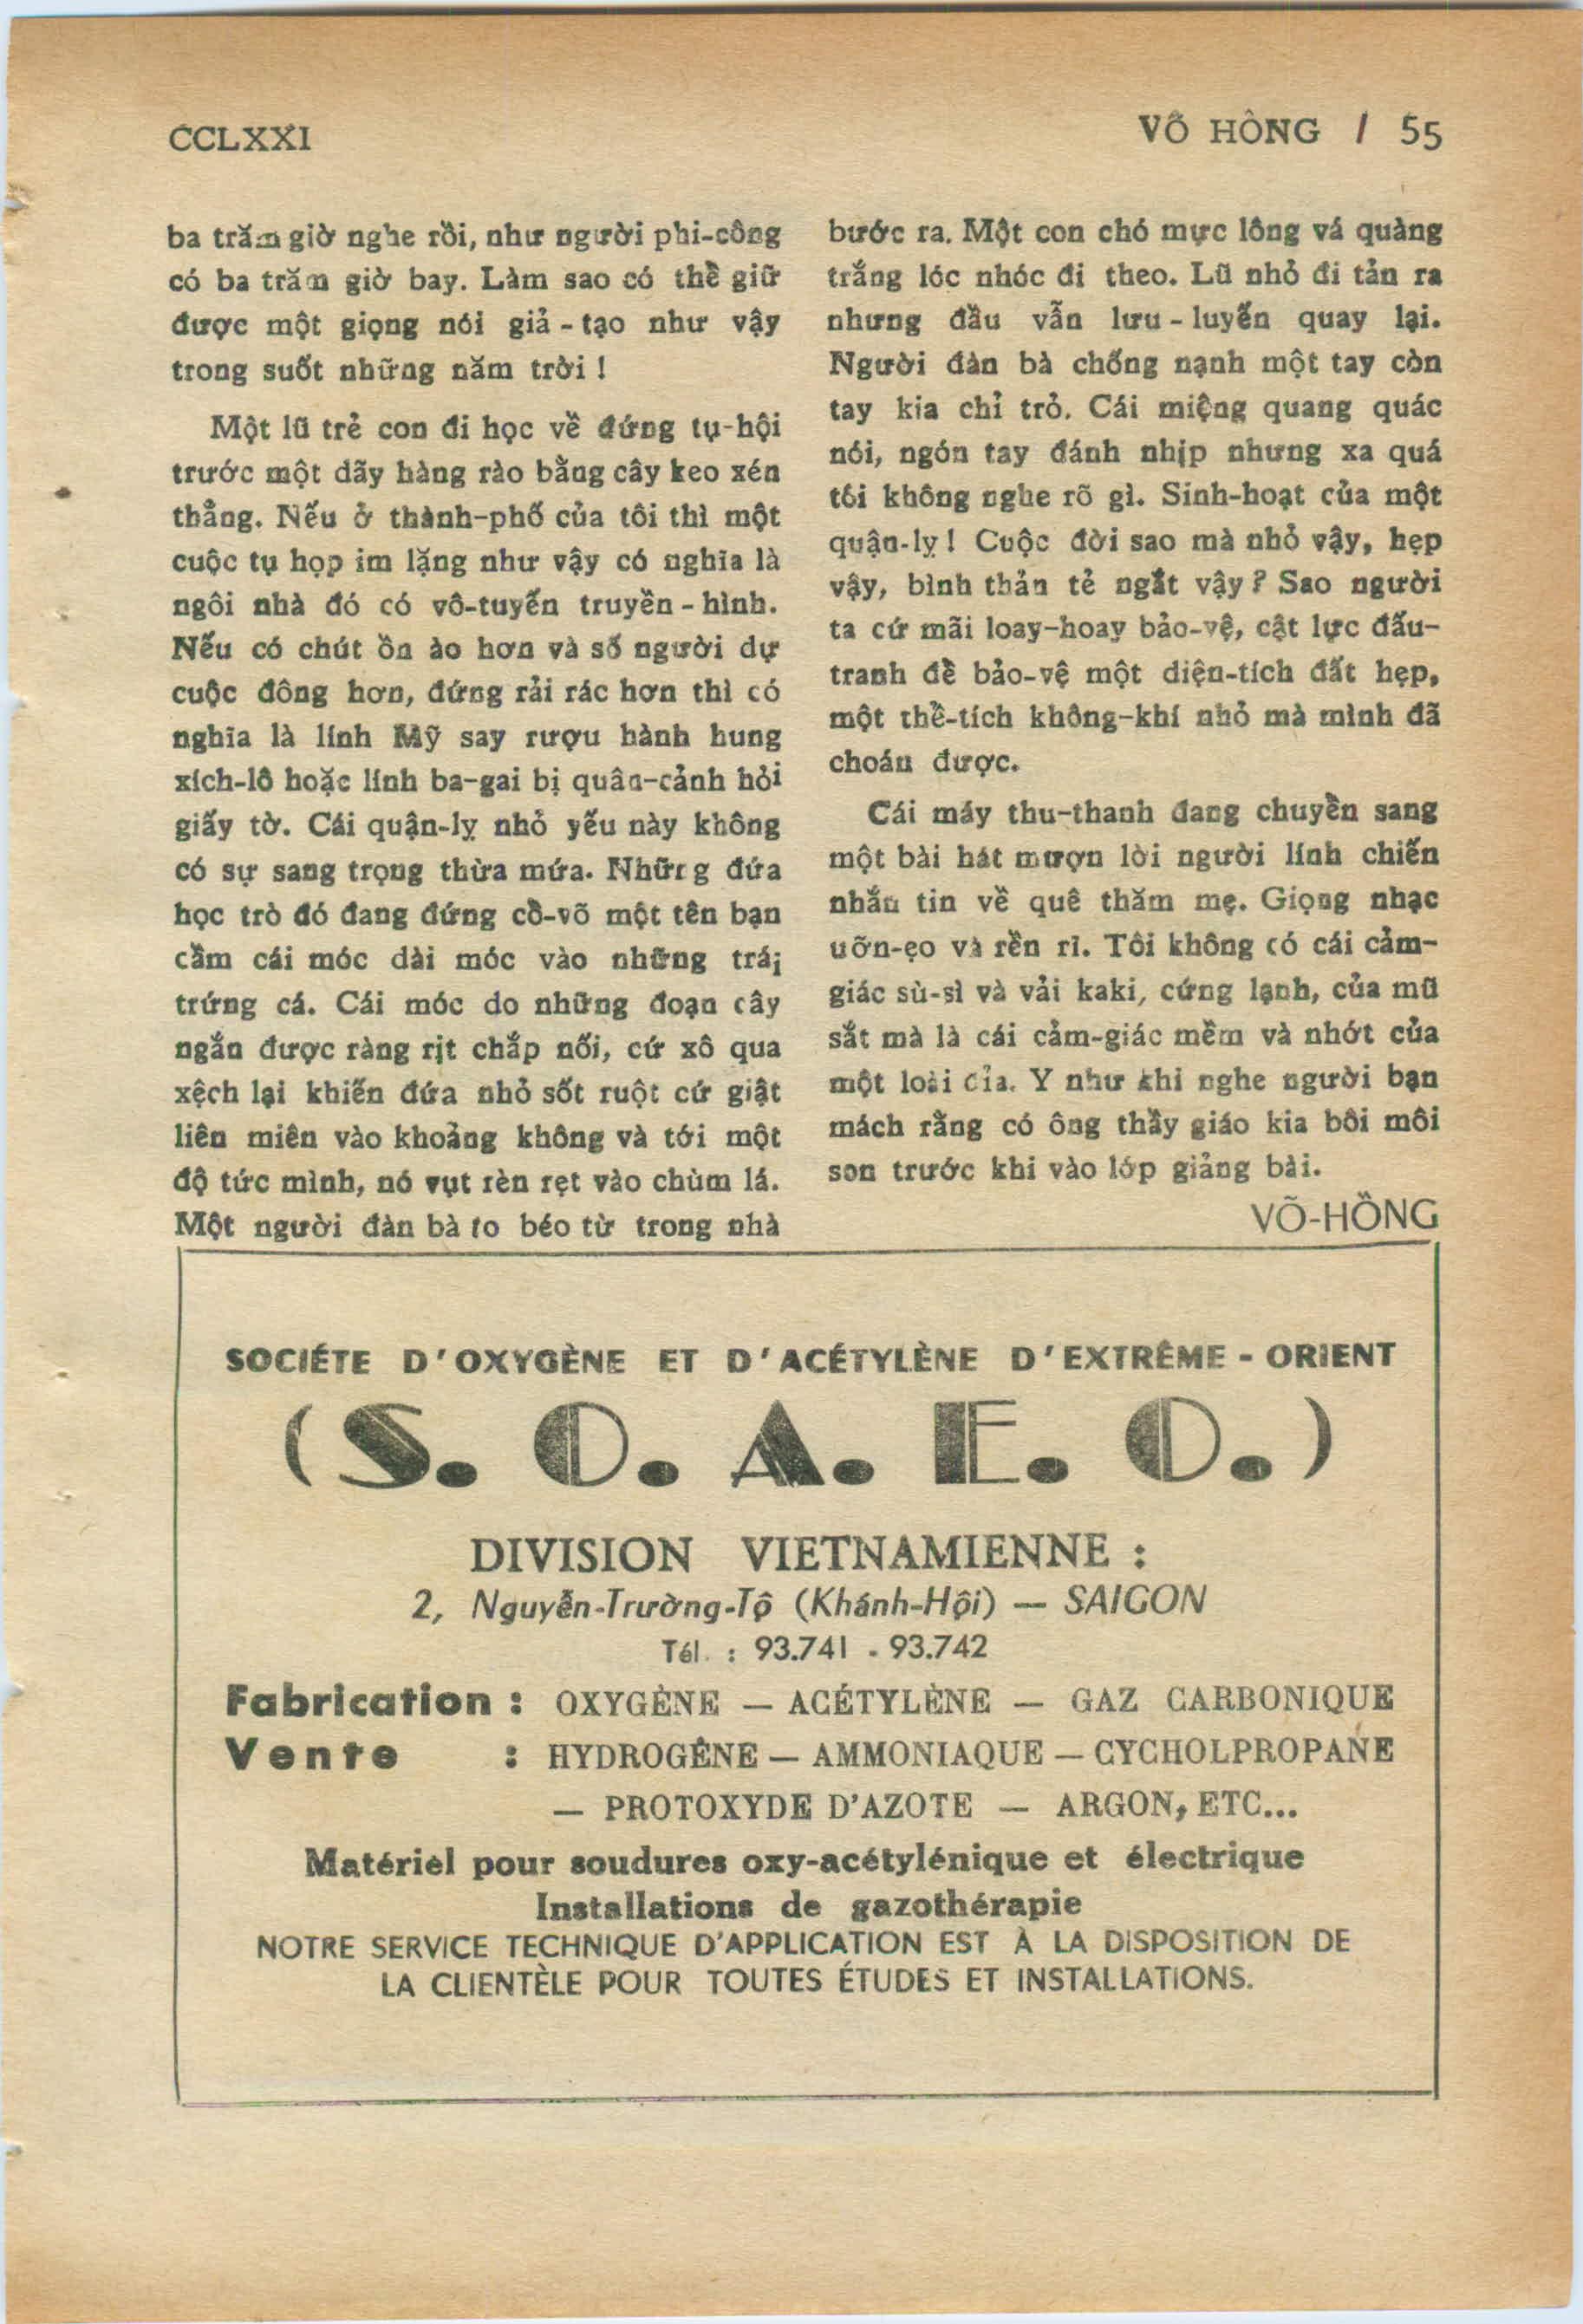 CCLXXI
VÕ HỒNG / 55
ba trăm giờ nghe rồi, như người phi-công
có ba trăm giờ bay. Làm sao có thể giữ
được một giọng nói giả - tạo như vậy
trong suốt những năm trời !
Một lũ trẻ con đi học về đứng tụ-hội
trước một dãy hàng rào bằng cây keo xén
thẳng. Nếu ở thành-phố của tôi thì một
cuộc tụ họp im lặng như vậy có nghĩa là
ngôi nhà đó có vô-tuyến truyền - hình.
Nếu có chút ồn ào hơn và số người dự
cuộc đông hơn, đứng rải rác hơn thì có
nghĩa là lính Mỹ say rượu hành hung
xích-lô hoặc lính ba-gai bị quân-cảnh hỏi
giấy tờ. Cái quận-lỵ nhỏ yếu này không
có sự sang trọng thừa mứa. Những đứa
học trò đó đang đứng cồ-võ một tên bạn
cầm cái móc dài móc vào những trái
trứng cá. Cái móc do những đoạn cây
ngắn được ràng rịt chắp nối, cứ xô qua
xệch lại khiến đứa nhỏ sốt ruột cứ giật
liên miên vào khoảng không và tới một
độ tức mình, nó vụt rèn rẹt vào chùm lá.
Một người đàn bà to béo từ trong nhà
bước ra. Một con chó mực lông vá quàng
trắng lóc nhóc đi theo. Lũ nhỏ đi tản ra
nhưng đầu vẫn lưu - luyến quay lại.
Người đàn bà chống nạnh một tay còn
tay kia chỉ trỏ. Cái miệng quang quác
nói, ngón tay đánh nhịp nhưng xa quá
tôi không nghe rõ gì. Sinh-hoạt của một
quận-lỵ ! Cuộc đời sao mà nhỏ vậy, hẹp
vậy, bình thản tẻ ngắt vậy ? Sao người
ta cứ mãi loay-hoay bảo-vệ, cật lực đấu-
tranh để bảo-vệ một diện-tích đất hẹp,
một thể-tích không-khí nhỏ mà mình đã
choán được.
Cái máy thu-thanh đang chuyển sang
một bài hát mượn lời người lính chiến
nhắn tin về quê thăm mẹ. Giọng nhạc
uỡn-ẹo và rền rĩ. Tôi không có cái cảm-
giác sù-sì và vải kaki, cứng lạnh, của mũ
sắt mà là cái cảm-giác mềm và nhớt của
một loài đỉa. Y như khi nghe người bạn
mách rằng có ông thầy giáo kia bôi môi
son trước khi vào lớp giảng bài.
VÕ-HỒNG
SOCIÉTE D'OXYGÈNE ET D'ACÉTYLÈNE D'EXTRÊME - ORIENT
(S. O. A. E. O.)
DIVISION VIETNAMIENNE :
2, Nguyễn-Trường-Tộ (Khánh-Hội) — SAIGON
Tél. : 93.741 - 93.742
Fabrication : OXYGÈNE — ACÉTYLÈNE — GAZ CARBONIQUE
Vente : HYDROGÊNE — AMMONIAQUE — CYCHOLPROPANE
— PROTOXYDE D'AZOTE — ARGON, ETC...
Matériel pour soudures oxy-acétylénique et électrique
Installations de gazothérapie
NOTRE SERVICE TECHNIQUE D'APPLICATION EST À LA DISPOSITION DE
LA CLIENTÈLE POUR TOUTES ÉTUDES ET INSTALLATIONS.